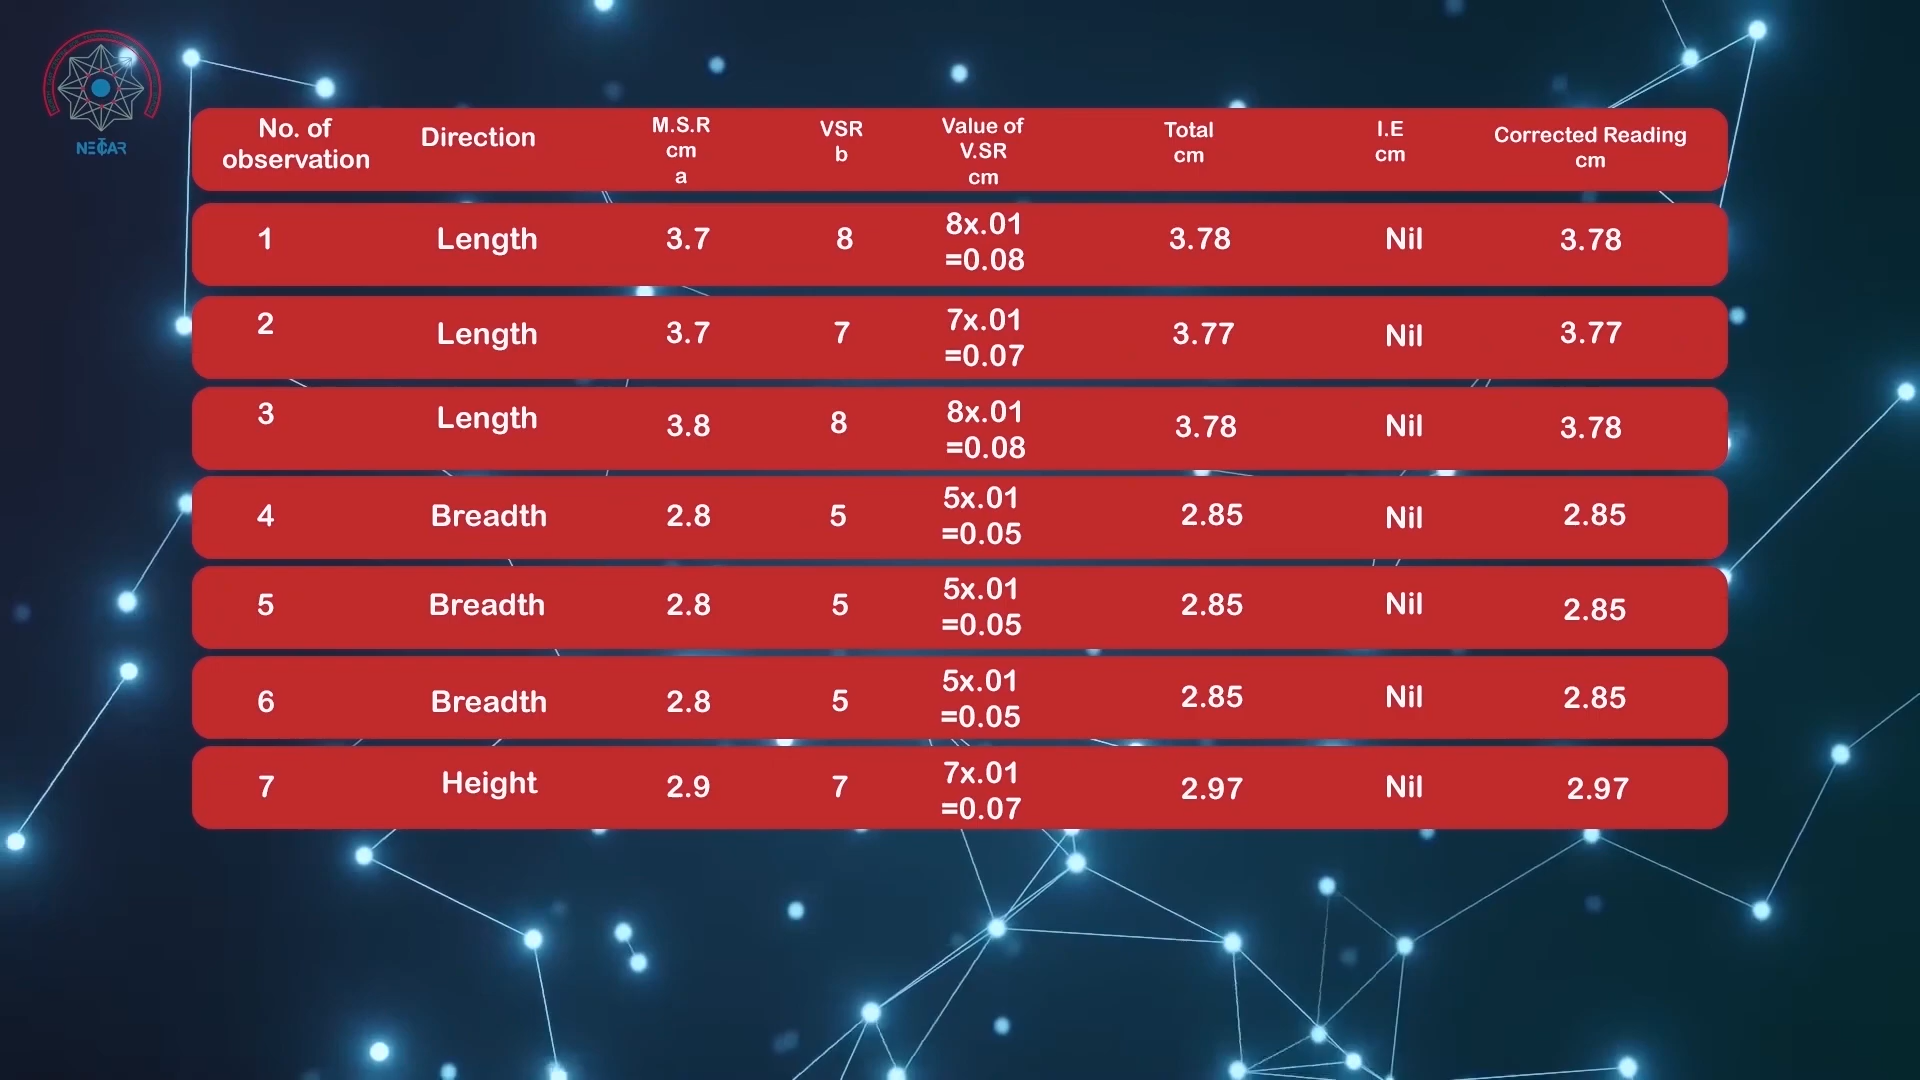 NECTAR
No. of observation Direction M.S.R cm a VSR b Value of V.SR cm Total cm I.E cm Corrected Reading cm
1 Length 3.7 8 8x.01 =0.08 3.78 Nil 3.78
2 Length 3.7 7 7x.01 =0.07 3.77 Nil 3.77
3 Length 3.8 8 8x.01 =0.08 3.78 Nil 3.78
4 Breadth 2.8 5 5x.01 =0.05 2.85 Nil 2.85
5 Breadth 2.8 5 5x.01 =0.05 2.85 Nil 2.85
6 Breadth 2.8 5 5x.01 =0.05 2.85 Nil 2.85
7 Height 2.9 7 7x.01 =0.07 2.97 Nil 2.97